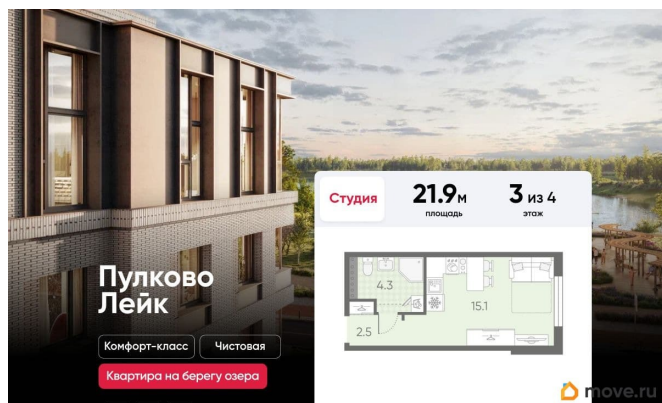 Студия
21.9 м
площадь
3 из 4
этаж
4.3
15.1
2.5
Пулково
Лейк
Комфорт-класс
Чистовая
Квартира на берегу озера
move.ru